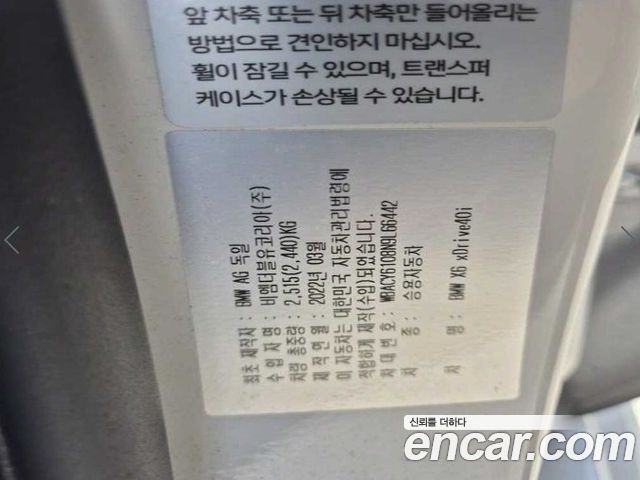 앞 차축 또는 뒤 차축만 들어올리는
방법으로 견인하지 마십시오.
휠이 잠길 수 있으며, 트랜스퍼
케이스가 손상될 수 있습니다.
최초 제작자 : BMW AG 독일
수 입 자 명 : 비엠더블유코리아(주)
차량 총중량 : 2,515(2,440)KG
제 작 연 월 : 2022년 03월
이 자동차는 대한민국 자동차관리법령에
적합하게 제작(수입)되었습니다.
차 대 번 호 : WBACY6108N9L66442
차 종 : 승용자동차
차 명 : BMW X6 xDrive40i
신뢰를 더하다
encar.com